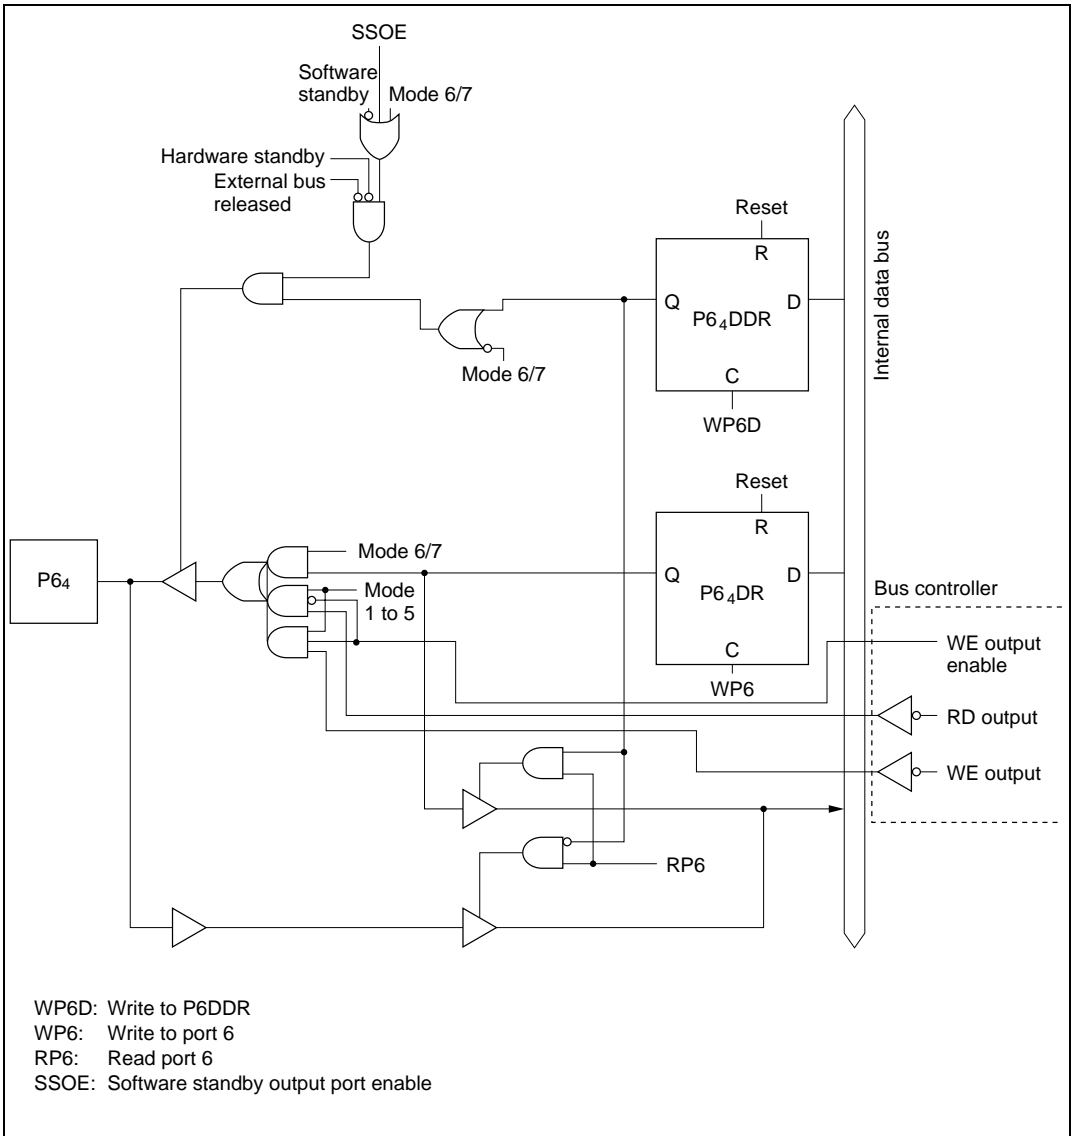 SSOE
Software
standby
Mode 6/7
Hardware standby
External bus
released
Reset
R
Q
D
P6₄DDR
C
WP6D
Mode 6/7
Internal data bus
Reset
R
Q
D
P6₄DR
C
WP6
P6₄
Mode 6/7
Mode
1 to 5
Bus controller
WE output
enable
RD output
WE output
RP6
WP6D: Write to P6DDR
WP6: Write to port 6
RP6: Read port 6
SSOE: Software standby output port enable